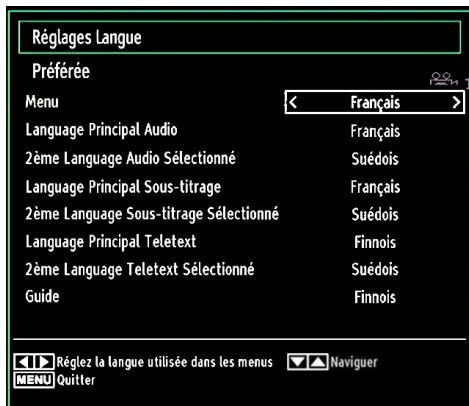 Réglages Langue
Préférée
Menu Français
Language Principal Audio Français
2ème Language Audio Sélectionné Suédois
Language Principal Sous-titrage Français
2ème Language Sous-titrage Sélectionné Suédois
Language Principal Teletext Finnois
2ème Language Teletext Sélectionné Suédois
Guide Finnois
Réglez la langue utilisée dans les menus Naviguer
MENU Quitter